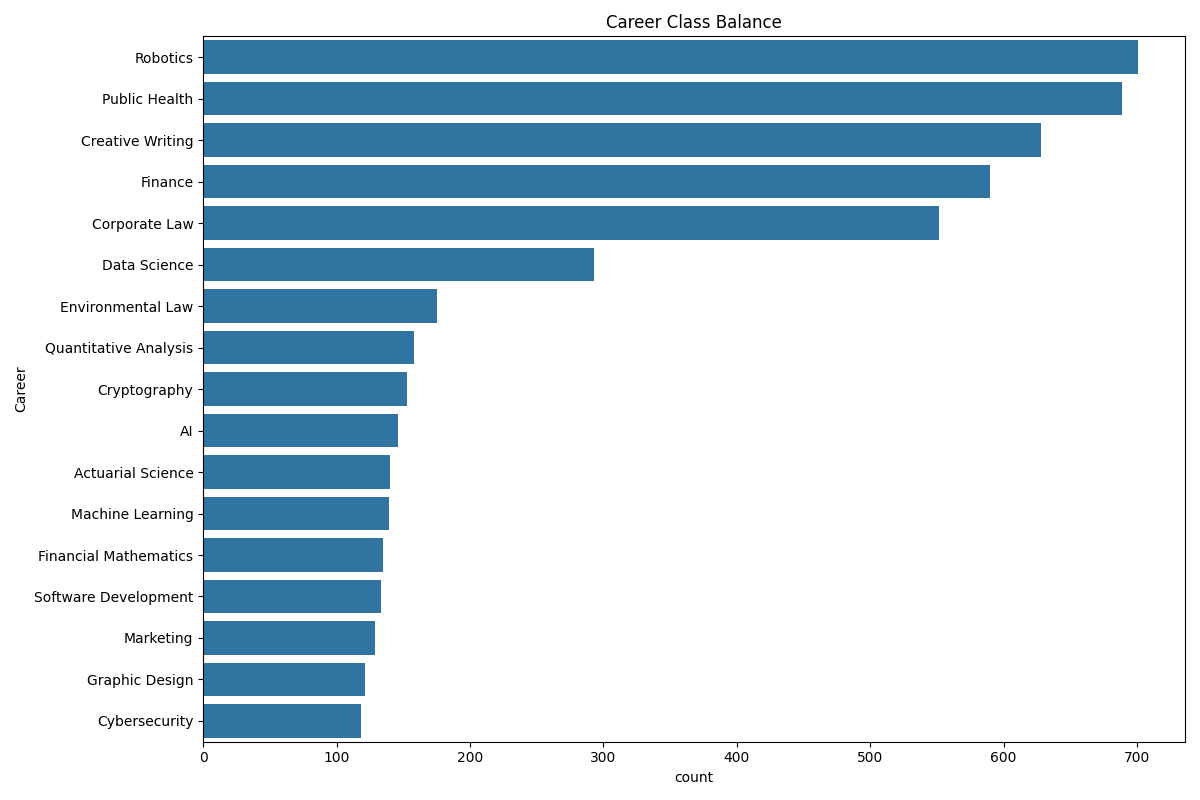 Career Class Balance
Career
Robotics
Public Health
Creative Writing
Finance
Corporate Law
Data Science
Environmental Law
Quantitative Analysis
Cryptography
AI
Actuarial Science
Machine Learning
Financial Mathematics
Software Development
Marketing
Graphic Design
Cybersecurity
0 100 200 300 400 500 600 700
count